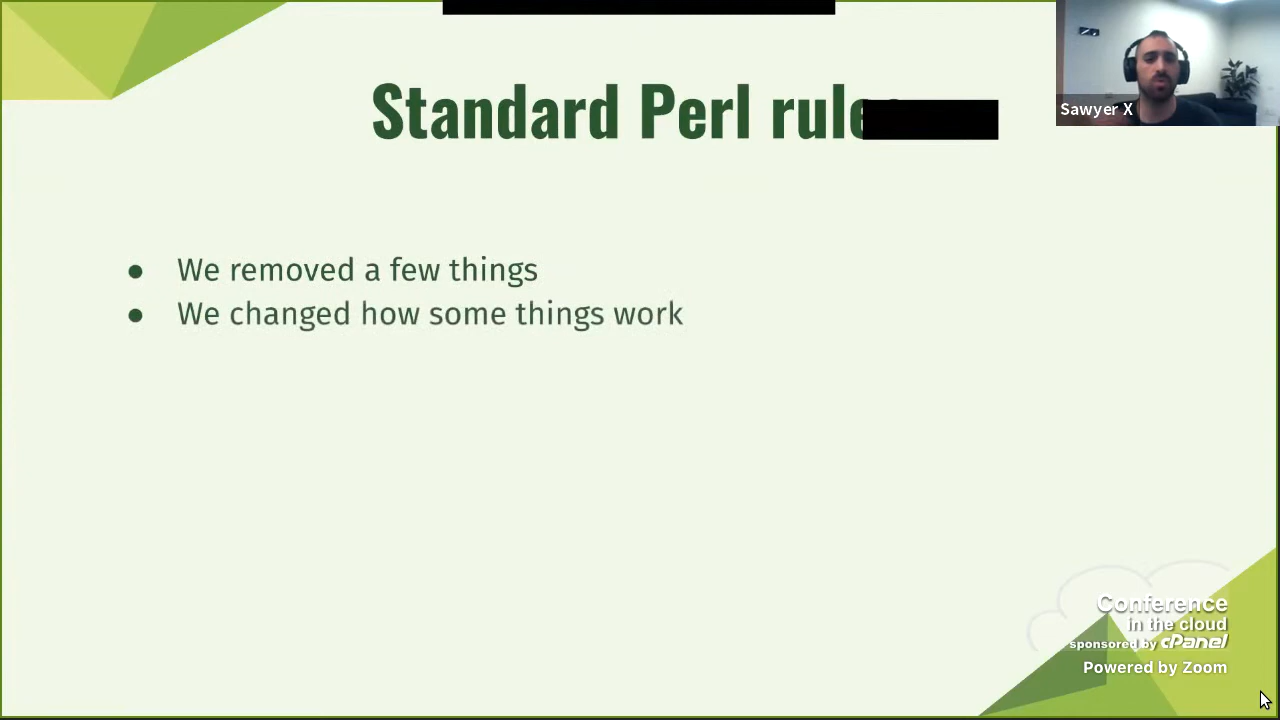 Standard Perl rules
Sawyer X
● We removed a few things
● We changed how some things work
Conference
in the cloud
sponsored by cPanel
Powered by Zoom